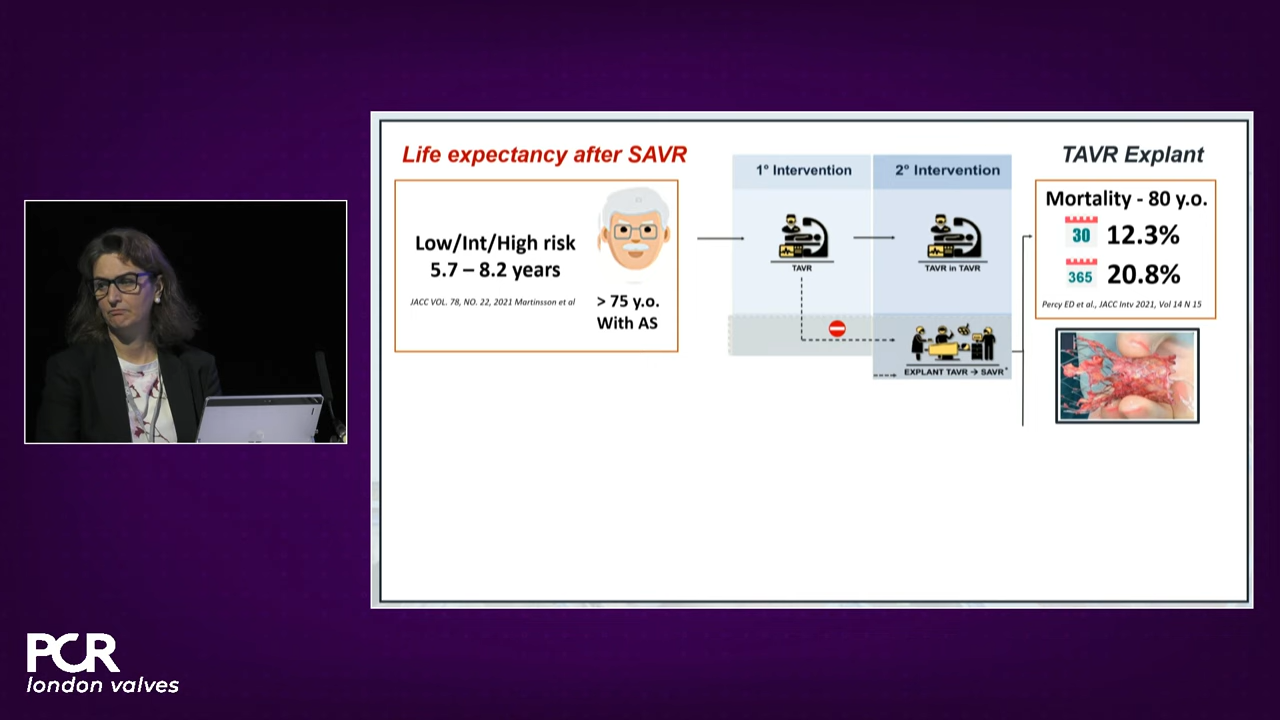 Life expectancy after SAVR
Low/Int/High risk
5.7 – 8.2 years
JACC VOL. 78, NO. 22, 2021 Martinsson et al
> 75 y.o.
With AS
1° Intervention
2° Intervention
TAVR
TAVR in TAVR
EXPLANT TAVR → SAVR*
TAVR Explant
Mortality - 80 y.o.
30 12.3%
365 20.8%
Percy ED et al., JACC Intv 2021, Vol 14 N 15
PCR
london valves